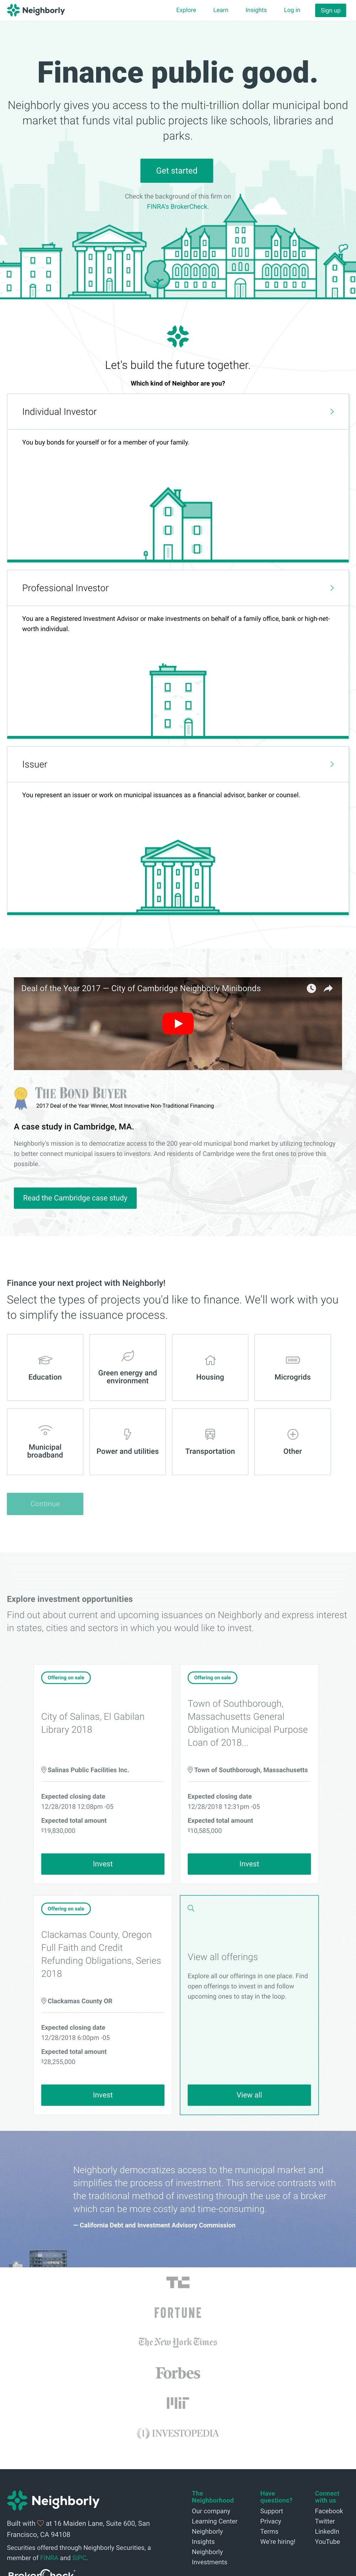 Neighborly
Explore
Learn
Insights
Log in
Sign up
Finance public good.
Neighborly gives you access to the multi-trillion dollar municipal bond
market that funds vital public projects like schools, libraries and
parks.
Get started
Check the background of this firm on
FINRA's BrokerCheck.
Let's build the future together.
Which kind of Neighbor are you?
Individual Investor
You buy bonds for yourself or for a member of your family.
Professional Investor
You are a Registered Investment Advisor or make investments on behalf of a family office, bank or high-net-
worth individual.
Issuer
You represent an issuer or work on municipal issuances as a financial advisor, banker or counsel.
Deal of the Year 2017 — City of Cambridge Neighborly Minibonds
THE BOND BUYER
2017 Deal of the Year Winner, Most Innovative Non-Traditional Financing
A case study in Cambridge, MA.
Neighborly's mission is to democratize access to the 200 year-old municipal bond market by utilizing technology
to better connect municipal issuers to investors. And residents of Cambridge were the first ones to prove this
possible.
Read the Cambridge case study
Finance your next project with Neighborly!
Select the types of projects you'd like to finance. We'll work with you
to simplify the issuance process.
Education
Green energy and
environment
Housing
Microgrids
Municipal
broadband
Power and utilities
Transportation
Other
Continue
Explore investment opportunities
Find out about current and upcoming issuances on Neighborly and express interest
in states, cities and sectors in which you would like to invest.
Offering on sale
City of Salinas, El Gabilan
Library 2018
Salinas Public Facilities Inc.
Expected closing date
12/28/2018 12:08pm -05
Expected total amount
$19,830,000
Invest
Offering on sale
Town of Southborough,
Massachusetts General
Obligation Municipal Purpose
Loan of 2018...
Town of Southborough, Massachusetts
Expected closing date
12/28/2018 12:31pm -05
Expected total amount
$10,585,000
Invest
Offering on sale
Clackamas County, Oregon
Full Faith and Credit
Refunding Obligations, Series
2018
Clackamas County OR
Expected closing date
12/28/2018 6:00pm -05
Expected total amount
$28,255,000
Invest
View all offerings
Explore all our offerings in one place. Find
open offerings to invest in and follow
upcoming ones to stay in the loop.
View all
Neighborly democratizes access to the municipal market and
simplifies the process of investment. This service contrasts with
the traditional method of investing through the use of a broker
which can be more costly and time-consuming.
— California Debt and Investment Advisory Commission
TC
FORTUNE
The New York Times
Forbes
MIT
INVESTOPEDIA
Neighborly
Built with ♡ at 16 Maiden Lane, Suite 600, San
Francisco, CA 94108
Securities offered through Neighborly Securities, a
member of FINRA and SIPC.
BrokerCheck
The
Neighborhood
Our company
Learning Center
Neighborly
Insights
Neighborly
Investments
Have
questions?
Support
Privacy
Terms
We're hiring!
Connect
with us
Facebook
Twitter
LinkedIn
YouTube